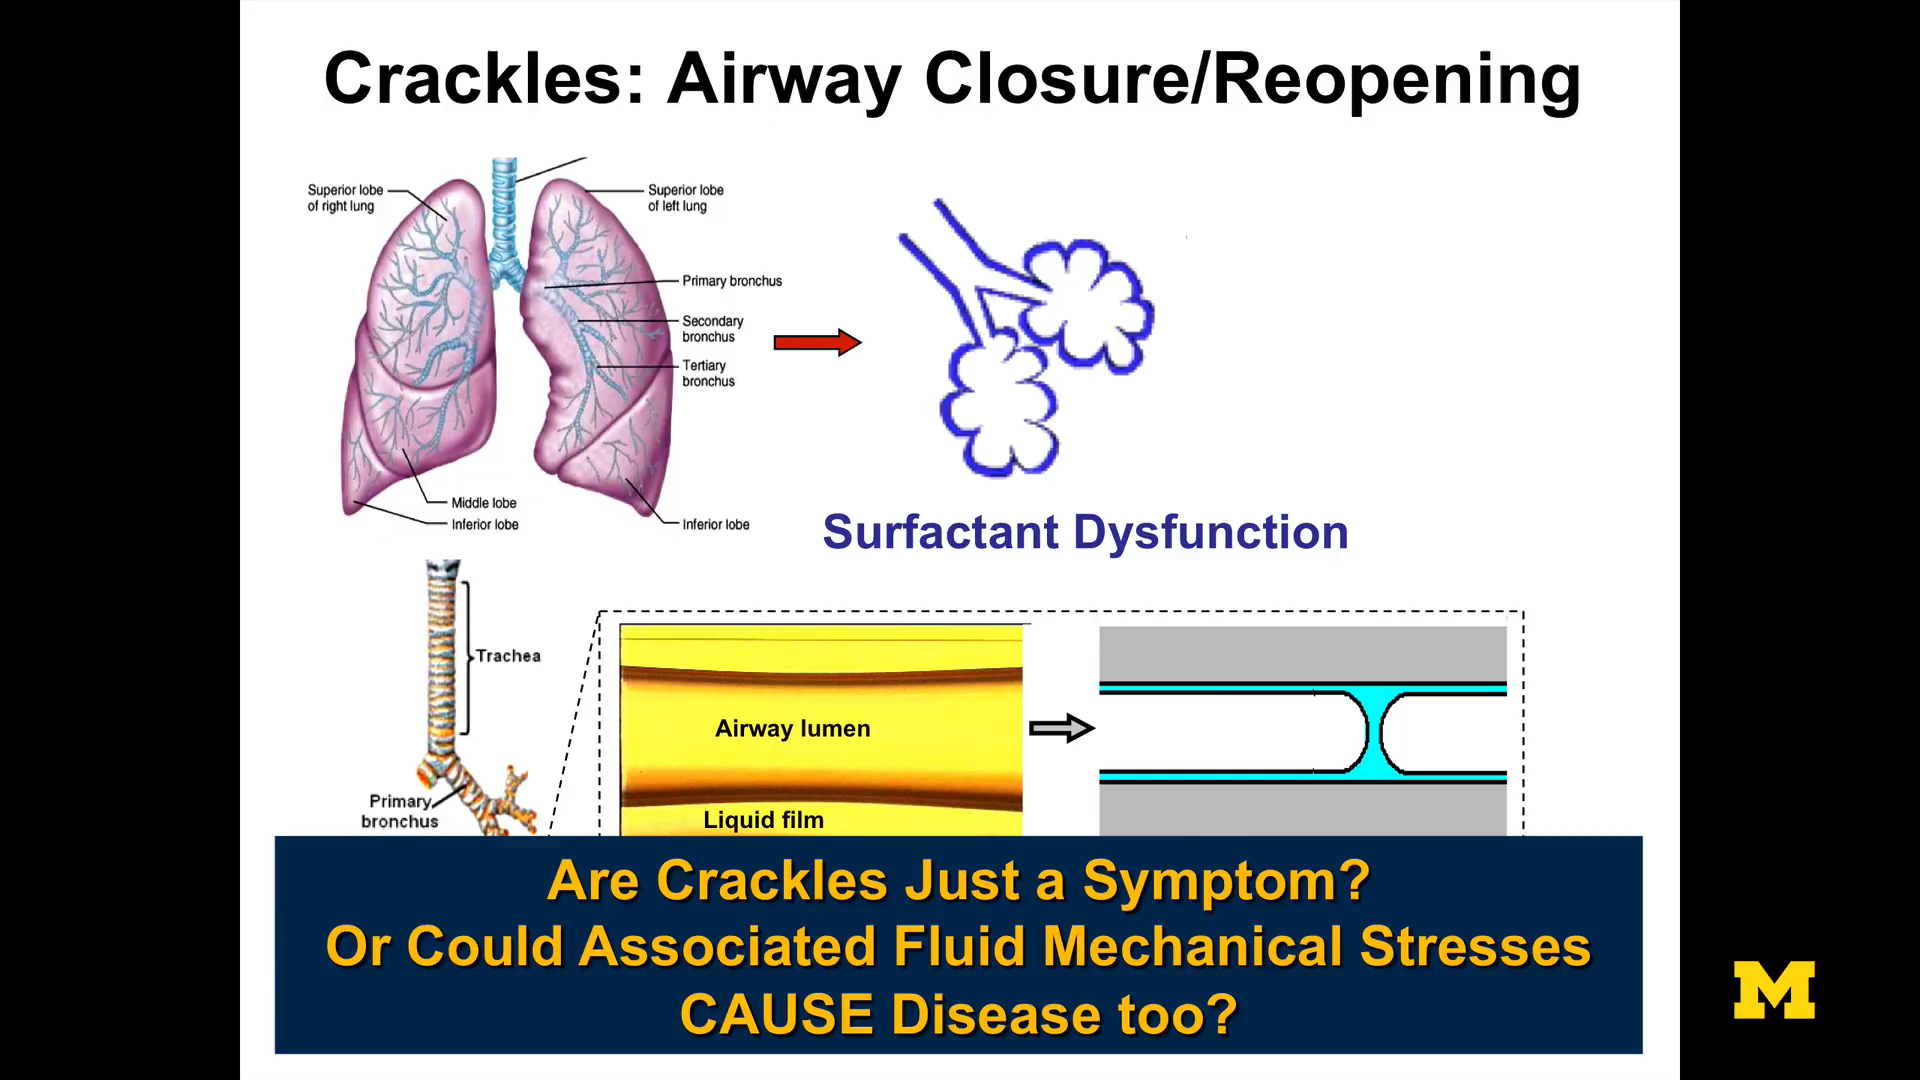 Crackles: Airway Closure/Reopening
Superior lobe
of right lung
Superior lobe
of left lung
Primary bronchus
Secondary
bronchus
Tertiary
bronchus
Middle lobe
Inferior lobe
Inferior lobe
Surfactant Dysfunction
Trachea
Primary
bronchus
Airway lumen
Liquid film
Are Crackles Just a Symptom?
Or Could Associated Fluid Mechanical Stresses
CAUSE Disease too?
M